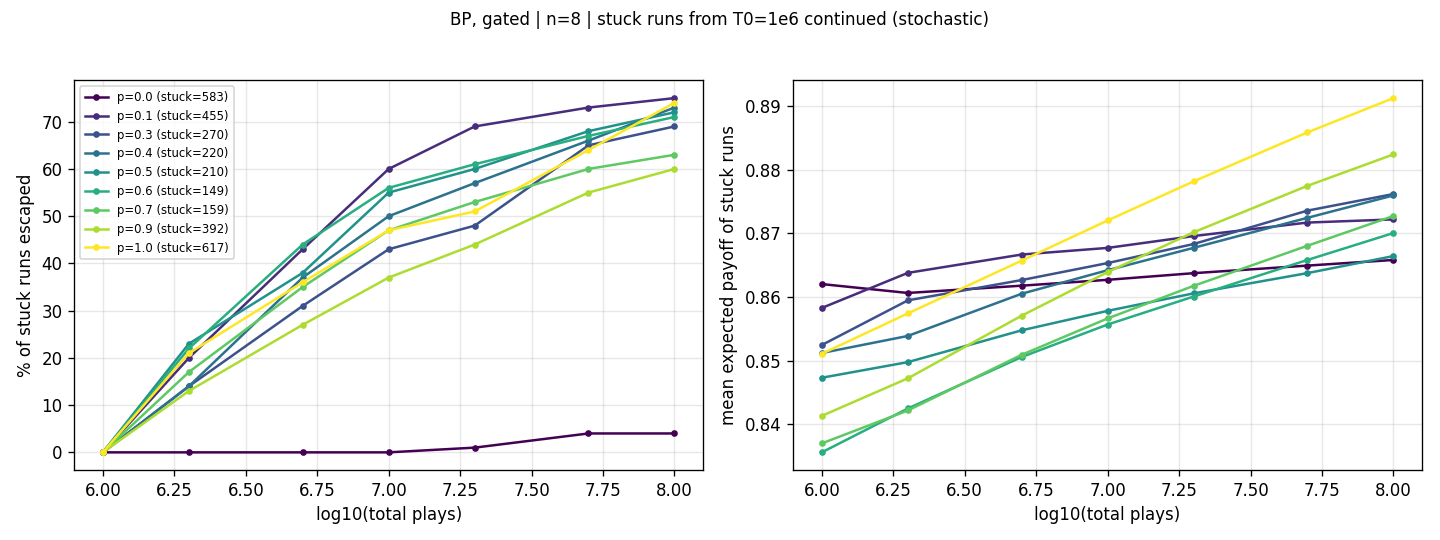 BP, gated | n=8 | stuck runs from T0=1e6 continued (stochastic)
% of stuck runs escaped
70
60
50
40
30
20
10
0
p=0.0 (stuck=583)
p=0.1 (stuck=455)
p=0.3 (stuck=270)
p=0.4 (stuck=220)
p=0.5 (stuck=210)
p=0.6 (stuck=149)
p=0.7 (stuck=159)
p=0.9 (stuck=392)
p=1.0 (stuck=617)
6.00 6.25 6.50 6.75 7.00 7.25 7.50 7.75 8.00
log10(total plays)
mean expected payoff of stuck runs
0.89
0.88
0.87
0.86
0.85
0.84
6.00 6.25 6.50 6.75 7.00 7.25 7.50 7.75 8.00
log10(total plays)